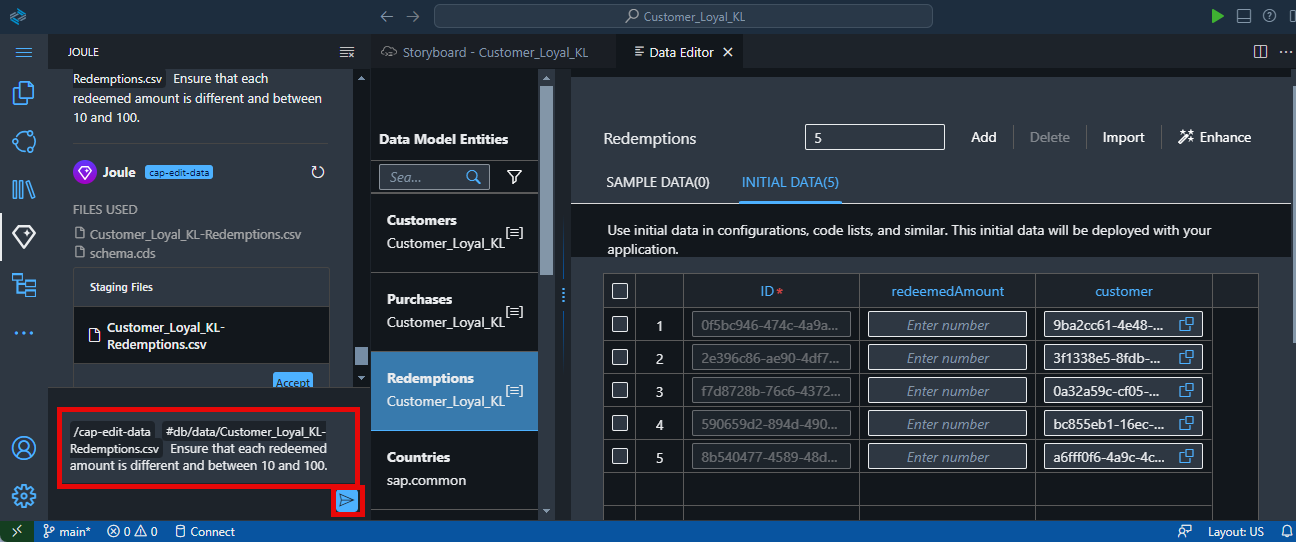 Customer_Loyal_KL
JOULE
Redemptions.csv Ensure that each
redeemed amount is different and between
10 and 100.
Joule cap-edit-data
FILES USED
Customer_Loyal_KL-Redemptions.csv
schema.cds
Staging Files
Customer_Loyal_KL-
Redemptions.csv
Accept
/cap-edit-data #db/data/Customer_Loyal_KL-
Redemptions.csv Ensure that each redeemed
amount is different and between 10 and 100.
Storyboard - Customer_Loyal_KL
Data Editor
Data Model Entities
Sea...
Customers
Customer_Loyal_KL
Purchases
Customer_Loyal_KL
Redemptions
Customer_Loyal_KL
Countries
sap.common
Redemptions 5 Add Delete Import Enhance
SAMPLE DATA(0) INITIAL DATA(5)
Use initial data in configurations, code lists, and similar. This initial data will be deployed with your
application.
ID* redeemedAmount customer
1 0f5bc946-474c-4a9a... Enter number 9ba2cc61-4e48-...
2 2e396c86-ae90-4df7... Enter number 3f1338e5-8fdb-...
3 f7d8728b-76c6-4372... Enter number 0a32a59c-cf05-...
4 590659d2-894d-490... Enter number bc855eb1-16ec-...
5 8b540477-4589-48d... Enter number a6fff0f6-4a9c-4c...
main* 0 0 Connect Layout: US